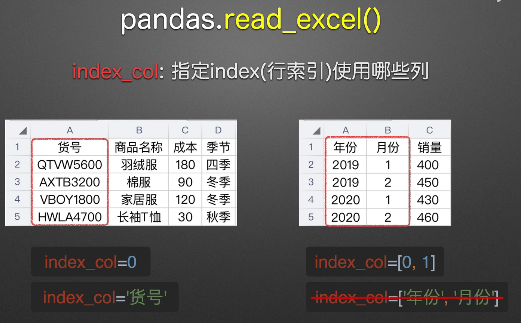 pandas.read_excel()
index_col: 指定index(行索引)使用哪些列
A B C D
1 货号 商品名称 成本 季节
2 QTVW5600 羽绒服 180 四季
3 AXTB3200 棉服 90 冬季
4 VBOY1800 家居服 120 冬季
5 HWLA4700 长袖T恤 30 秋季
index_col=0
index_col='货号'
A B C
1 年份 月份 销量
2 2019 1 400
3 2019 2 450
4 2020 1 430
5 2020 2 460
index_col=[0, 1]
index_col=['年份', '月份']